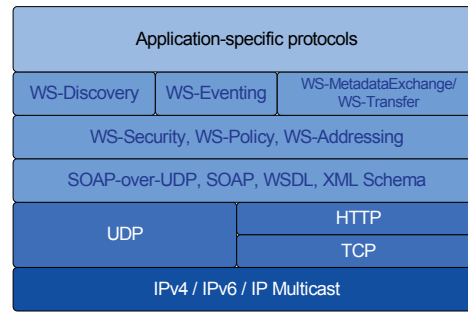 Application-specific protocols
WS-Discovery
WS-Eventing
WS-MetadataExchange/
WS-Transfer
WS-Security, WS-Policy, WS-Addressing
SOAP-over-UDP, SOAP, WSDL, XML Schema
UDP
HTTP
TCP
IPv4 / IPv6 / IP Multicast